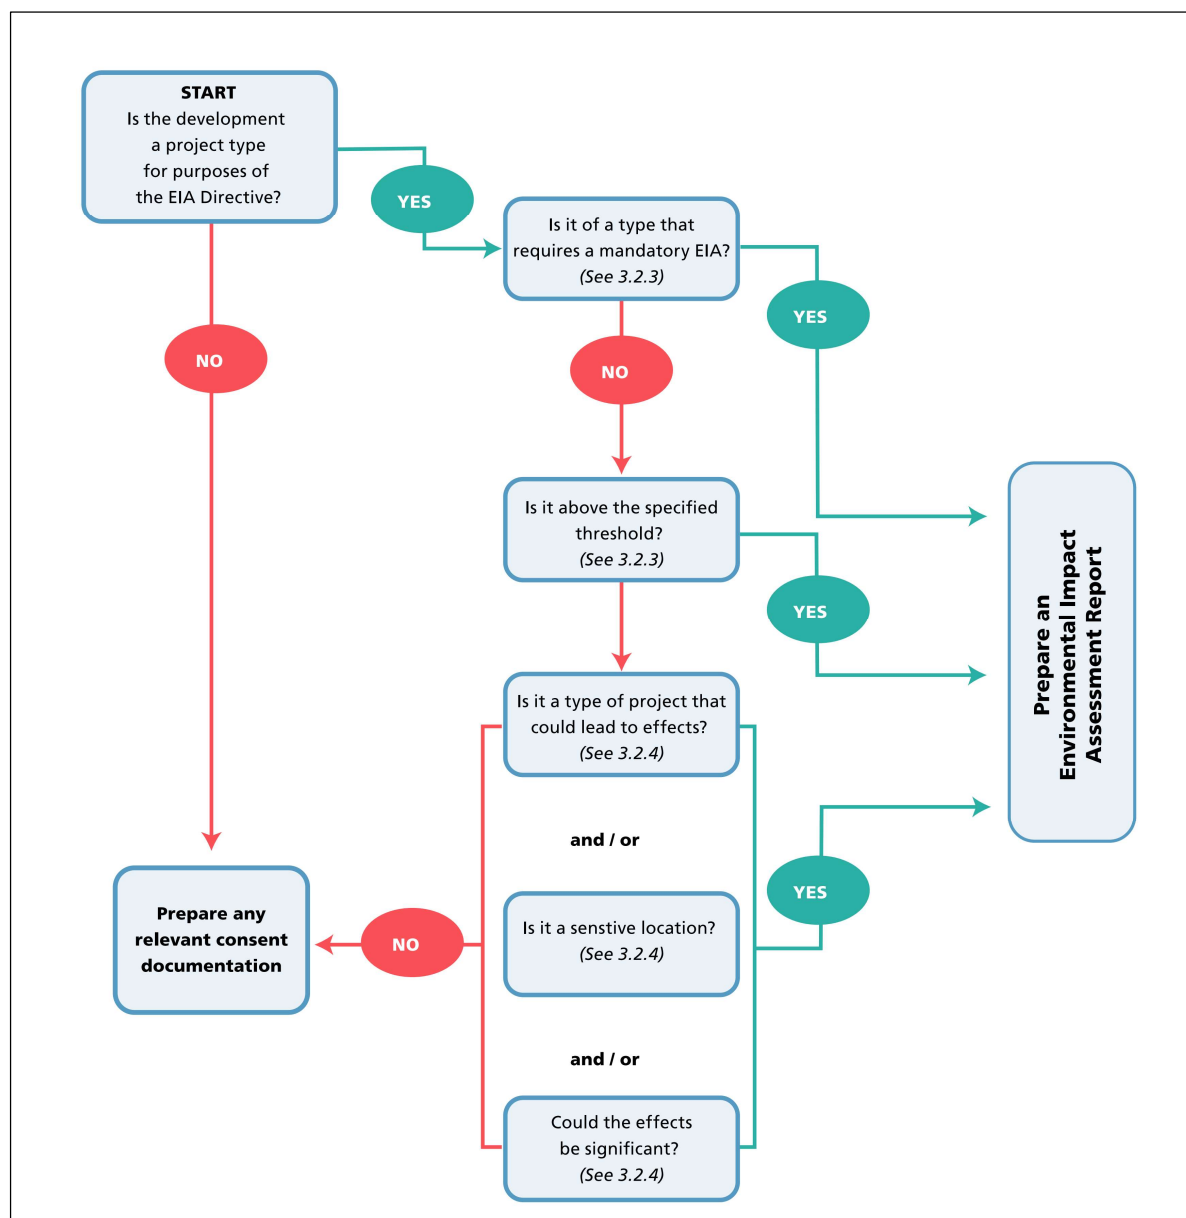 START
Is the development
a project type
for purposes of
the EIA Directive?
YES
Is it of a type that
requires a mandatory EIA?
(See 3.2.3)
YES
NO
NO
Is it above the specified
threshold?
(See 3.2.3)
YES
Prepare an
Environmental Impact
Assessment Report
Is it a type of project that
could lead to effects?
(See 3.2.4)
and / or
YES
Prepare any
relevant consent
documentation
NO
Is it a senstive location?
(See 3.2.4)
and / or
Could the effects
be significant?
(See 3.2.4)